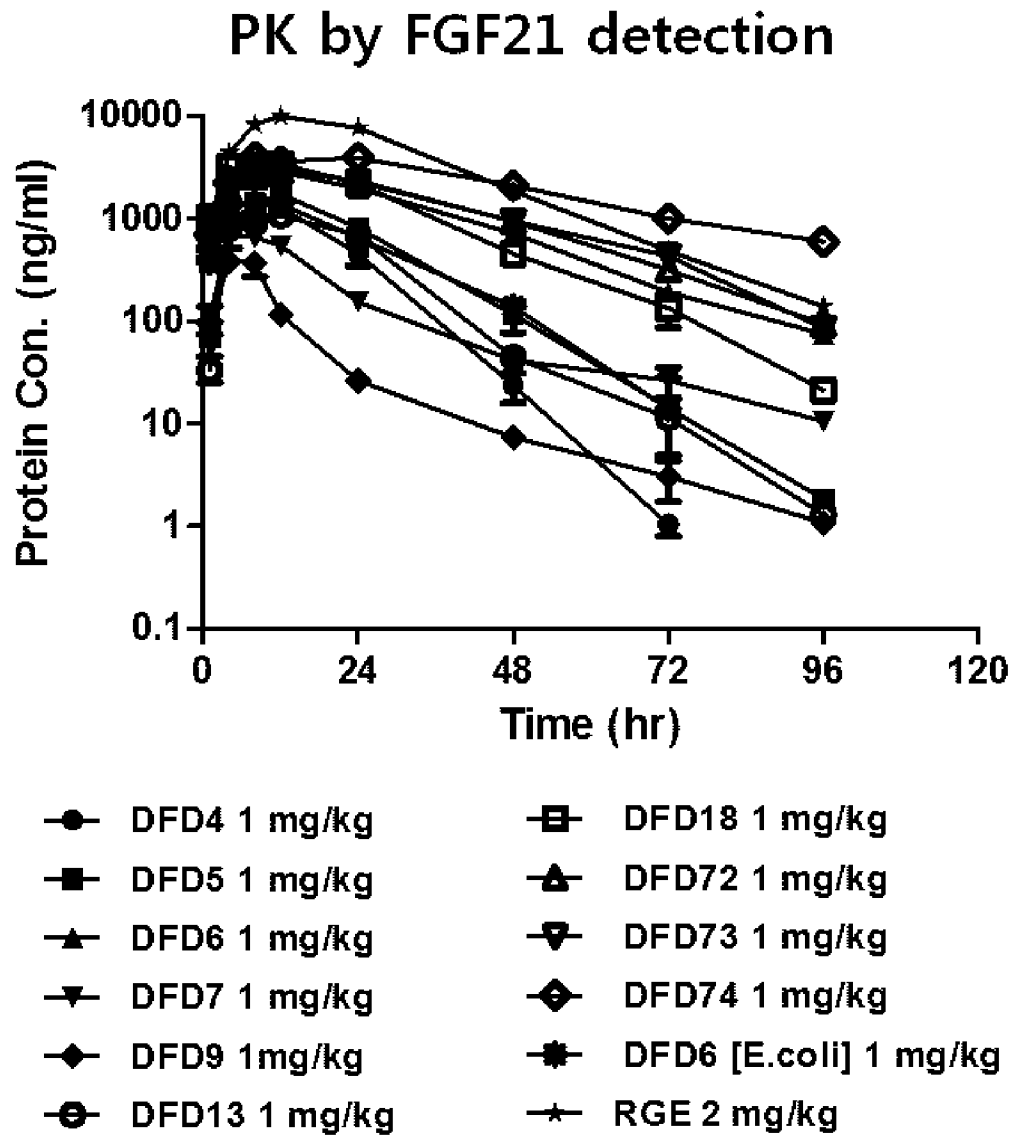 PK by FGF21 detection
10000
1000
100
10
1
0.1
Protein Con. (ng/ml)
0 24 48 72 96 120
Time (hr)
DFD4 1 mg/kg
DFD5 1 mg/kg
DFD6 1 mg/kg
DFD7 1 mg/kg
DFD9 1mg/kg
DFD13 1 mg/kg
DFD18 1 mg/kg
DFD72 1 mg/kg
DFD73 1 mg/kg
DFD74 1 mg/kg
DFD6 [E.coli] 1 mg/kg
RGE 2 mg/kg